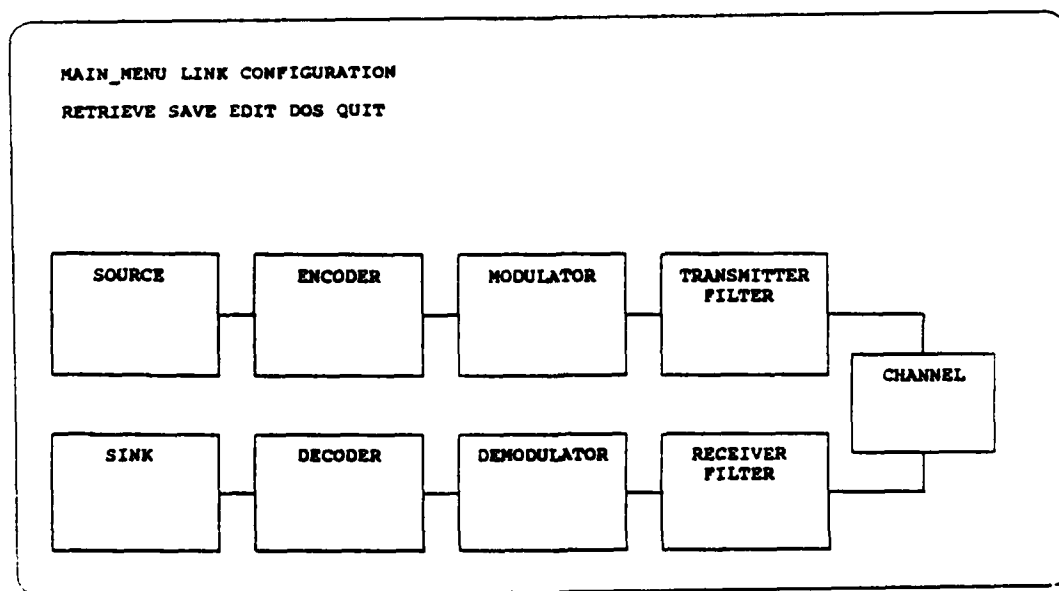 MAIN_MENU LINK CONFIGURATION
RETRIEVE SAVE EDIT DOS QUIT
SOURCE
ENCODER
MODULATOR
TRANSMITTER
FILTER
CHANNEL
SINK
DECODER
DEMODULATOR
RECEIVER
FILTER